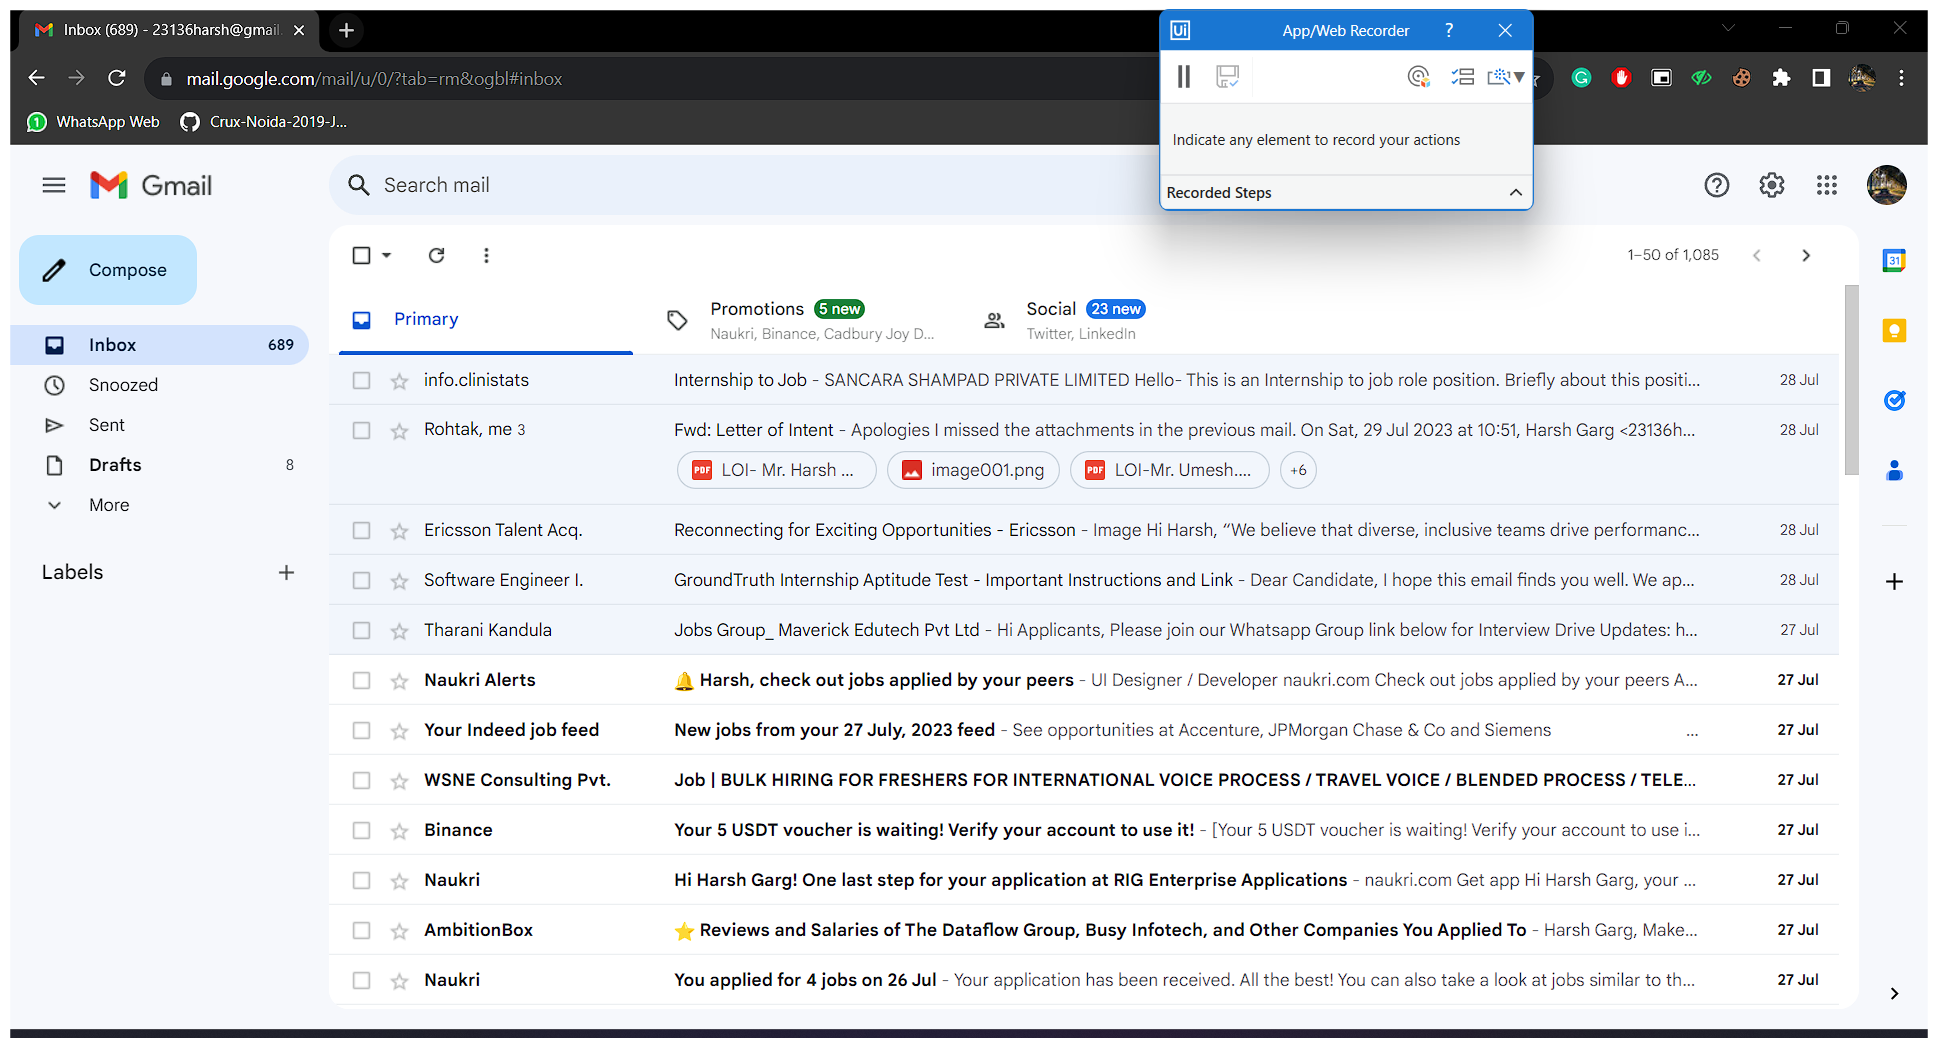 Inbox (689) - 23136harsh@gmail.
Ui App/Web Recorder ?
mail.google.com/mail/u/0/?tab=rm&ogbl#inbox
1 WhatsApp Web Crux-Noida-2019-J...
Indicate any element to record your actions
Recorded Steps
Gmail
Search mail
Compose
1–50 of 1,085
31
Primary
Promotions 5 new
Naukri, Binance, Cadbury Joy D...
Social 23 new
Twitter, LinkedIn
Inbox 689
Snoozed
Sent
Drafts 8
More
Labels
info.clinistats Internship to Job - SANCARA SHAMPAD PRIVATE LIMITED Hello- This is an Internship to job role position. Briefly about this positi... 28 Jul
Rohtak, me 3 Fwd: Letter of Intent - Apologies I missed the attachments in the previous mail. On Sat, 29 Jul 2023 at 10:51, Harsh Garg <23136h... 28 Jul
PDF LOI- Mr. Harsh ... image001.png PDF LOI-Mr. Umesh.... +6
Ericsson Talent Acq. Reconnecting for Exciting Opportunities - Ericsson - Image Hi Harsh, “We believe that diverse, inclusive teams drive performanc... 28 Jul
Software Engineer I. GroundTruth Internship Aptitude Test - Important Instructions and Link - Dear Candidate, I hope this email finds you well. We ap... 28 Jul
Tharani Kandula Jobs Group_ Maverick Edutech Pvt Ltd - Hi Applicants, Please join our Whatsapp Group link below for Interview Drive Updates: h... 27 Jul
Naukri Alerts 🔔 Harsh, check out jobs applied by your peers - UI Designer / Developer naukri.com Check out jobs applied by your peers A... 27 Jul
Your Indeed job feed New jobs from your 27 July, 2023 feed - See opportunities at Accenture, JPMorgan Chase & Co and Siemens ... 27 Jul
WSNE Consulting Pvt. Job | BULK HIRING FOR FRESHERS FOR INTERNATIONAL VOICE PROCESS / TRAVEL VOICE / BLENDED PROCESS / TELE... 27 Jul
Binance Your 5 USDT voucher is waiting! Verify your account to use it! - [Your 5 USDT voucher is waiting! Verify your account to use i... 27 Jul
Naukri Hi Harsh Garg! One last step for your application at RIG Enterprise Applications - naukri.com Get app Hi Harsh Garg, your ... 27 Jul
AmbitionBox ⭐ Reviews and Salaries of The Dataflow Group, Busy Infotech, and Other Companies You Applied To - Harsh Garg, Make... 27 Jul
Naukri You applied for 4 jobs on 26 Jul - Your application has been received. All the best! You can also take a look at jobs similar to th... 27 Jul